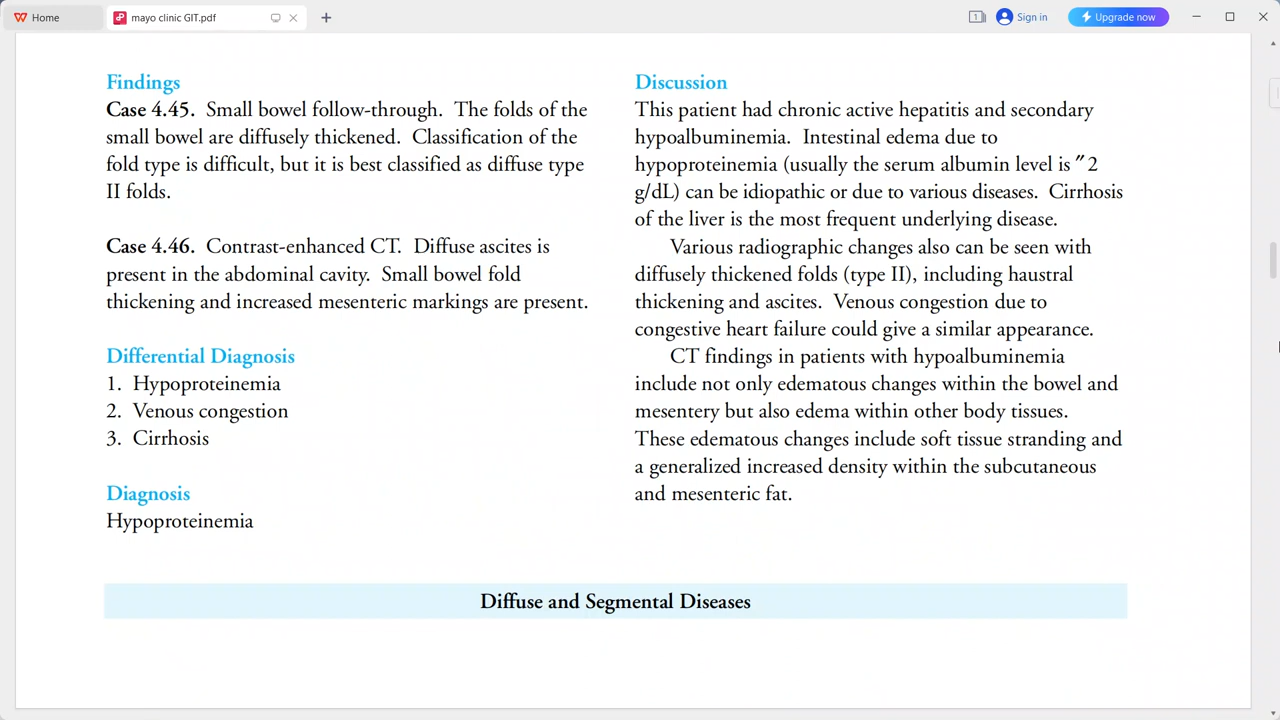 Home
mayo clinic GIT.pdf
1
Sign in
Upgrade now
Findings
Case 4.45. Small bowel follow-through. The folds of the
small bowel are diffusely thickened. Classification of the
fold type is difficult, but it is best classified as diffuse type
II folds.
Case 4.46. Contrast-enhanced CT. Diffuse ascites is
present in the abdominal cavity. Small bowel fold
thickening and increased mesenteric markings are present.
Differential Diagnosis
1. Hypoproteinemia
2. Venous congestion
3. Cirrhosis
Diagnosis
Hypoproteinemia
Discussion
This patient had chronic active hepatitis and secondary
hypoalbuminemia. Intestinal edema due to
hypoproteinemia (usually the serum albumin level is ″2
g/dL) can be idiopathic or due to various diseases. Cirrhosis
of the liver is the most frequent underlying disease.
Various radiographic changes also can be seen with
diffusely thickened folds (type II), including haustral
thickening and ascites. Venous congestion due to
congestive heart failure could give a similar appearance.
CT findings in patients with hypoalbuminemia
include not only edematous changes within the bowel and
mesentery but also edema within other body tissues.
These edematous changes include soft tissue stranding and
a generalized increased density within the subcutaneous
and mesenteric fat.
Diffuse and Segmental Diseases